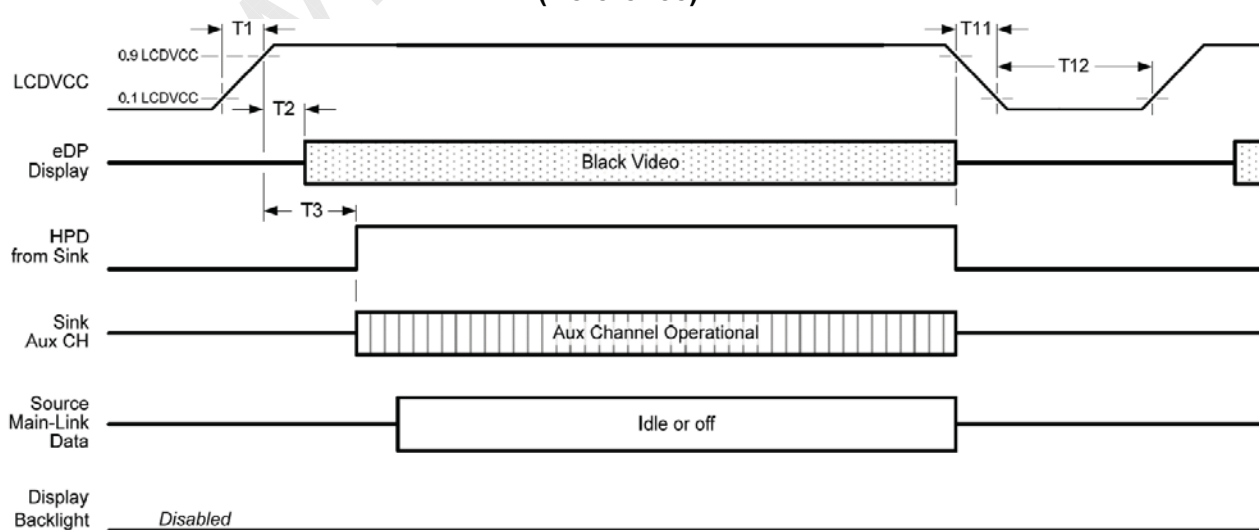 T1
T11
0.9 LCDVCC
LCDVCC
T12
0.1 LCDVCC
T2
eDP
Display
Black Video
T3
HPD
from Sink
Sink
Aux CH
Aux Channel Operational
Source
Main-Link
Data
Idle or off
Display
Backlight
Disabled